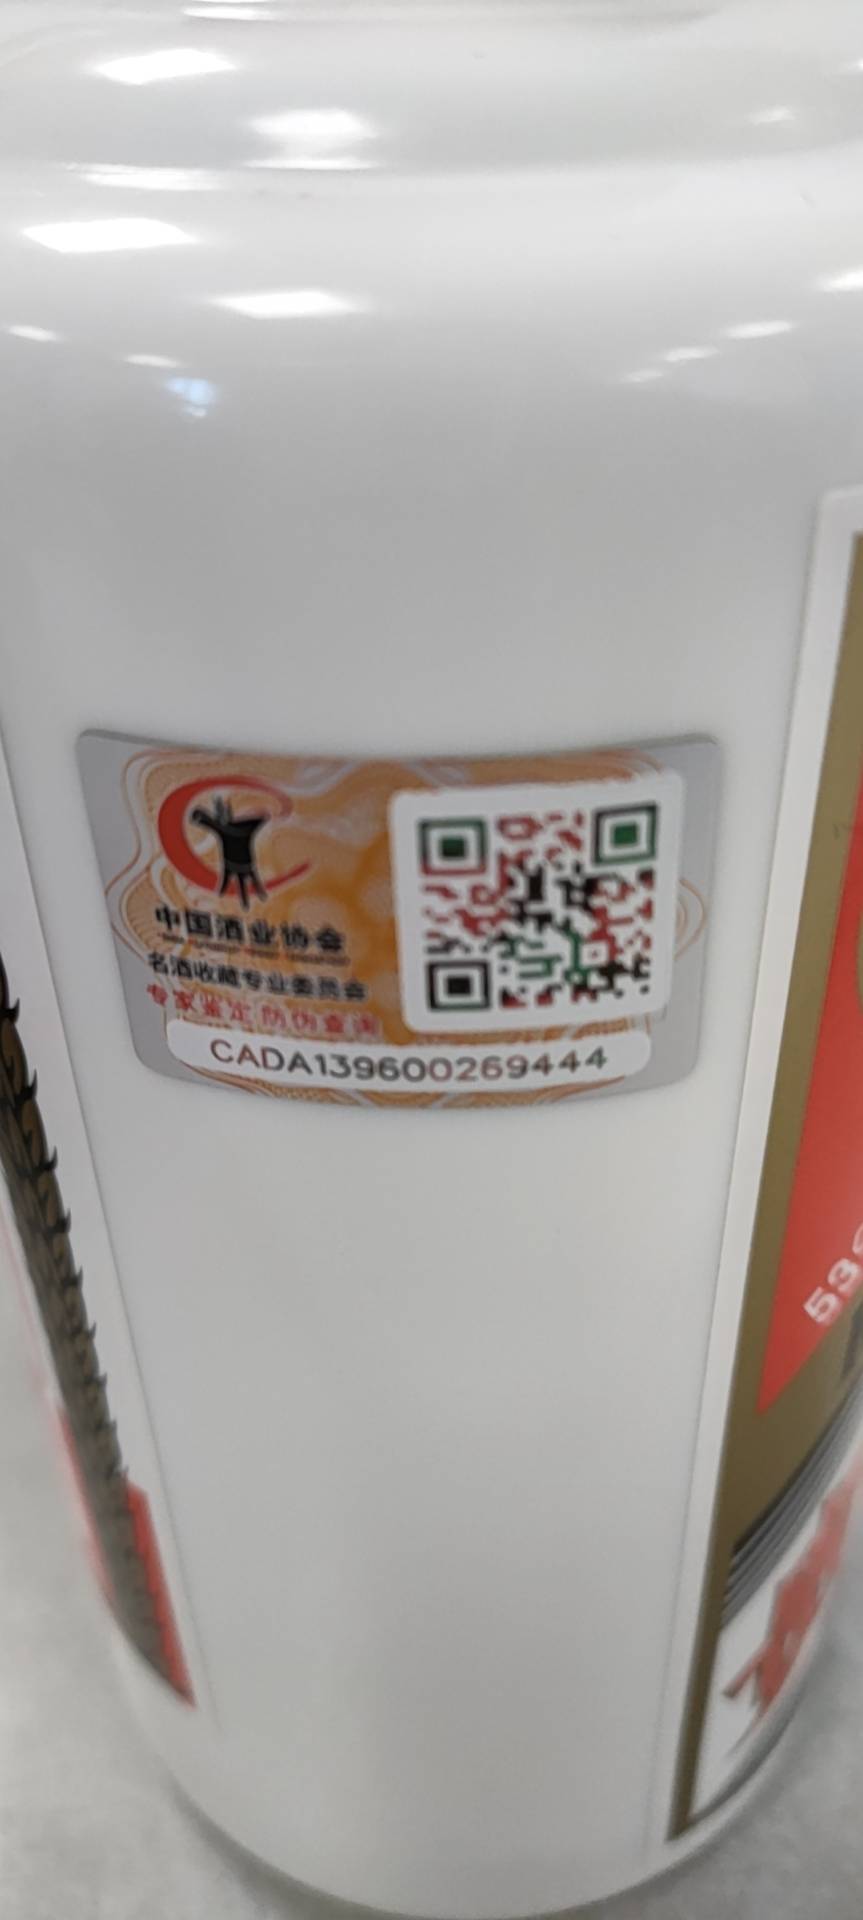 中国酒业协会
名酒收藏专业委员会
专家鉴定 防伪查询
CADA139600269444
53